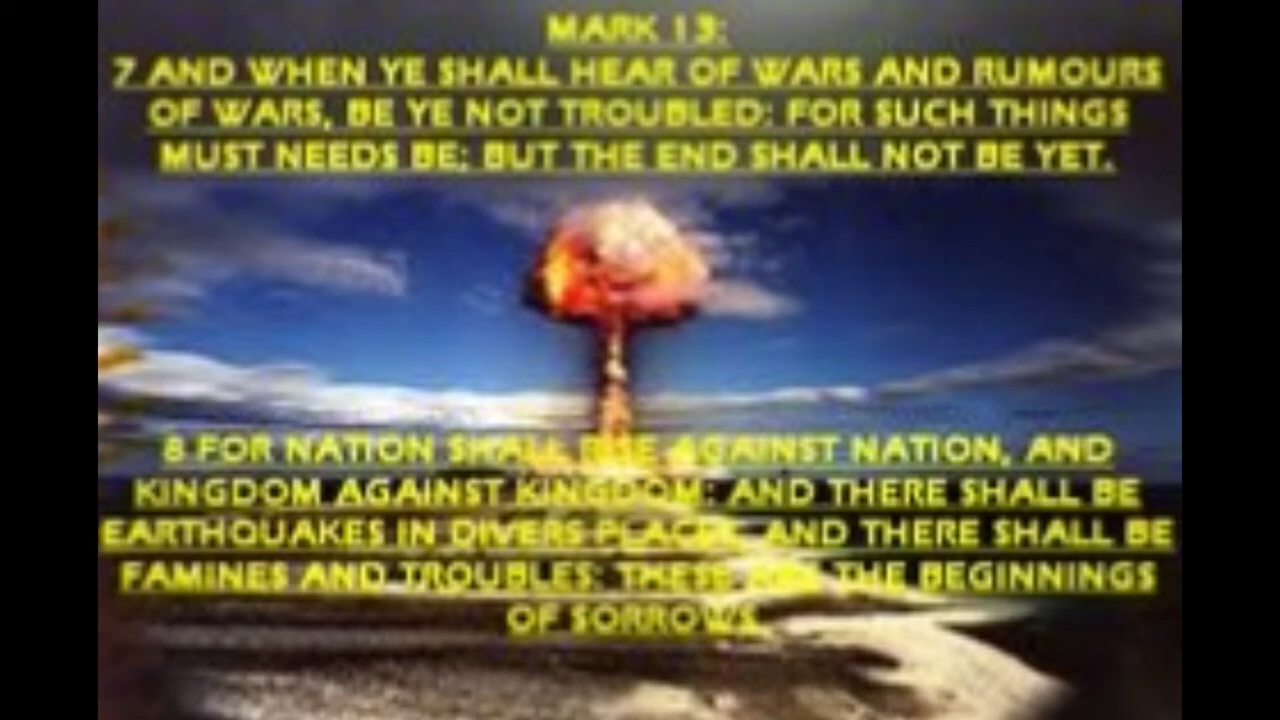 MARK 13:
7 AND WHEN YE SHALL HEAR OF WARS AND RUMOURS
OF WARS, BE YE NOT TROUBLED: FOR SUCH THINGS
MUST NEEDS BE; BUT THE END SHALL NOT BE YET.
8 FOR NATION SHALL RISE AGAINST NATION, AND
KINGDOM AGAINST KINGDOM: AND THERE SHALL BE
EARTHQUAKES IN DIVERS PLACES, AND THERE SHALL BE
FAMINES AND TROUBLES: THESE ARE THE BEGINNINGS
OF SORROWS.